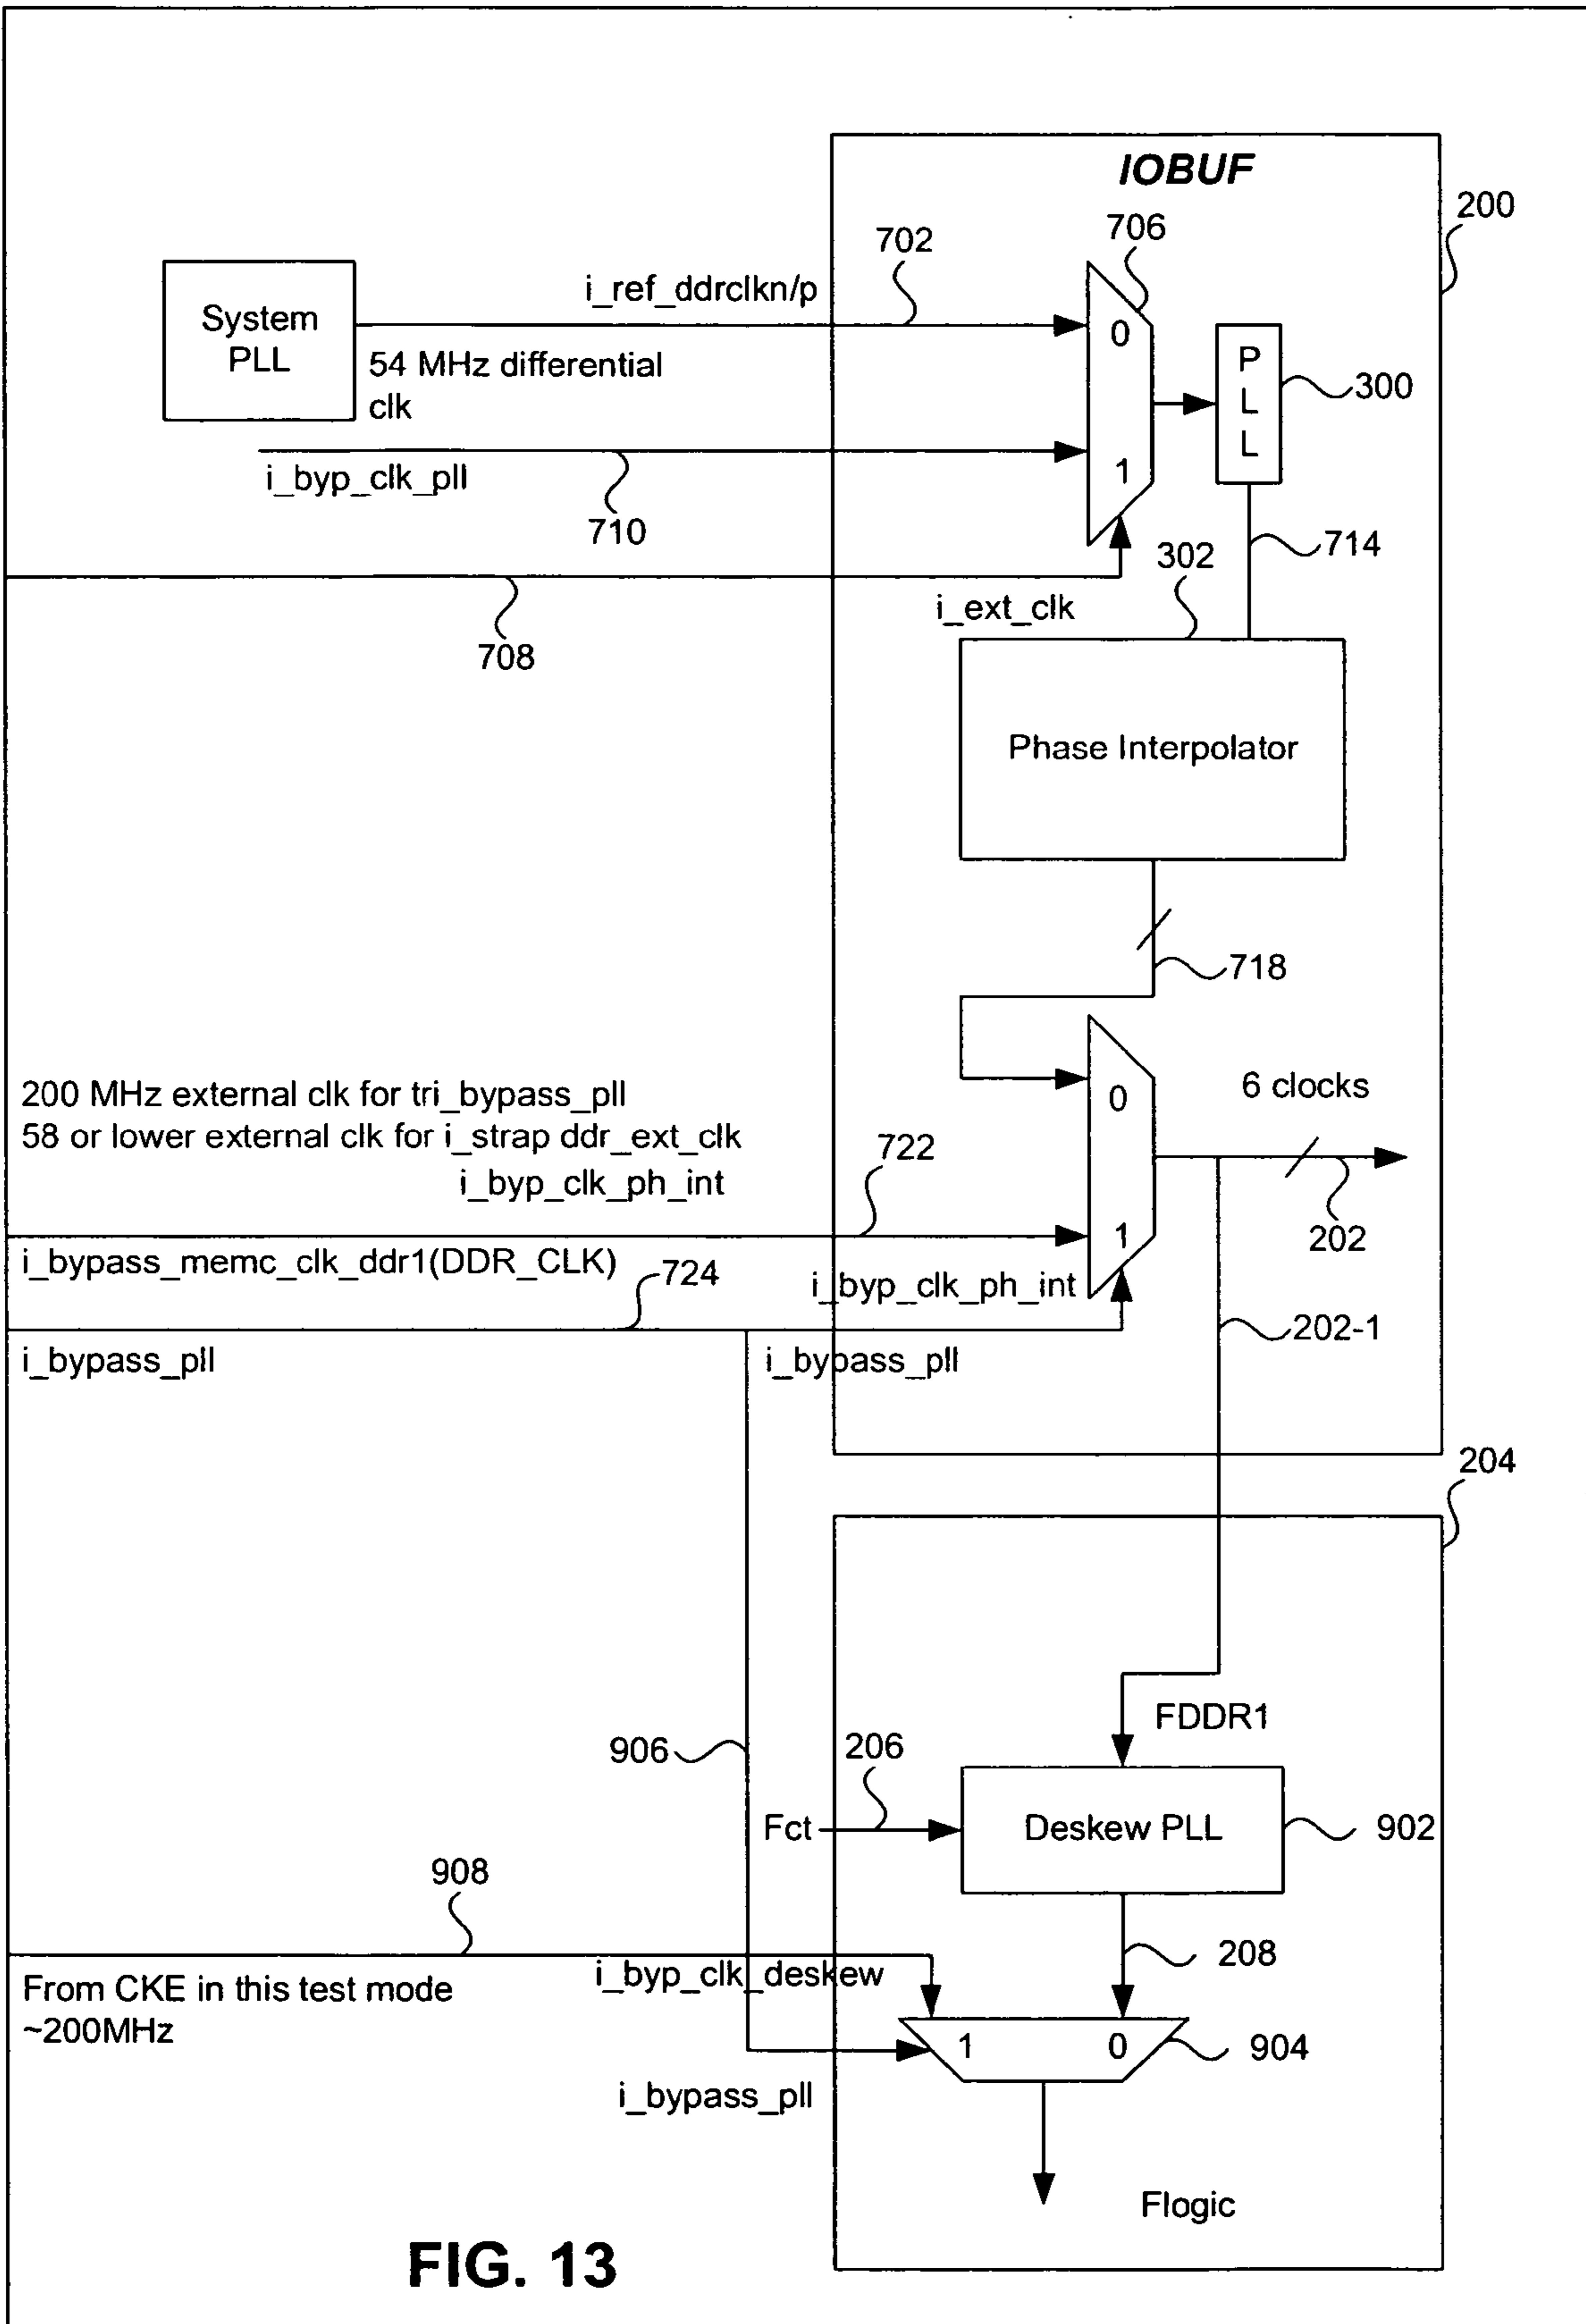 IOBUF
200
706
702
i_ref_ddrclkn/p
System
PLL
0
P
L
L
300
54 MHz differential
clk
1
i_byp_clk_pll
710
714
302
i_ext_clk
708
Phase Interpolator
718
200 MHz external clk for tri_bypass_pll
58 or lower external clk for i_strap ddr_ext_clk
i_byp_clk_ph_int
0
6 clocks
722
1
202
i_bypass_memc_clk_ddr1(DDR_CLK)
724
i_byp_clk_ph_int
202-1
i_bypass_pll
i_bypass_pll
204
FDDR1
906
206
Fct
Deskew PLL
902
908
208
i_byp_clk_deskew
From CKE in this test mode
~200MHz
1
0
904
i_bypass_pll
Flogic
FIG. 13